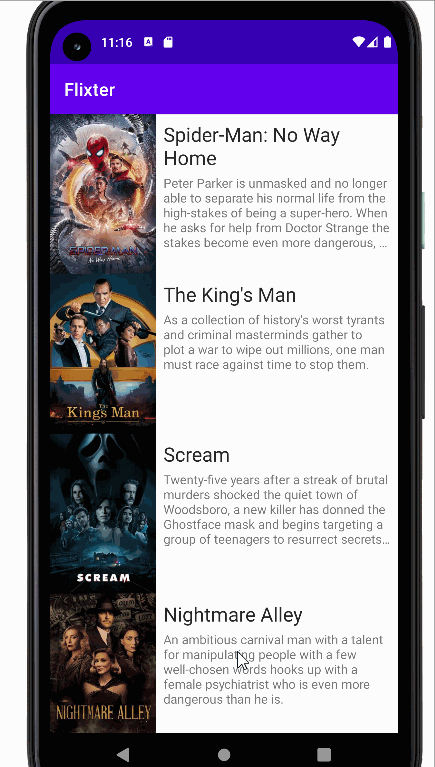 11:16
Flixter
Spider-Man: No Way
Home
Peter Parker is unmasked and no longer
able to separate his normal life from the
high-stakes of being a super-hero. When
he asks for help from Doctor Strange the
stakes become even more dangerous, ...
SPIDER-MAN
No Way Home
The King's Man
As a collection of history's worst tyrants
and criminal masterminds gather to
plot a war to wipe out millions, one man
must race against time to stop them.
The
King's Man
Scream
Twenty-five years after a streak of brutal
murders shocked the quiet town of
Woodsboro, a new killer has donned the
Ghostface mask and begins targeting a
group of teenagers to resurrect secrets...
SCREAM
Nightmare Alley
An ambitious carnival man with a talent
for manipulating people with a few
well-chosen words hooks up with a
female psychiatrist who is even more
dangerous than he is.
NIGHTMARE ALLEY